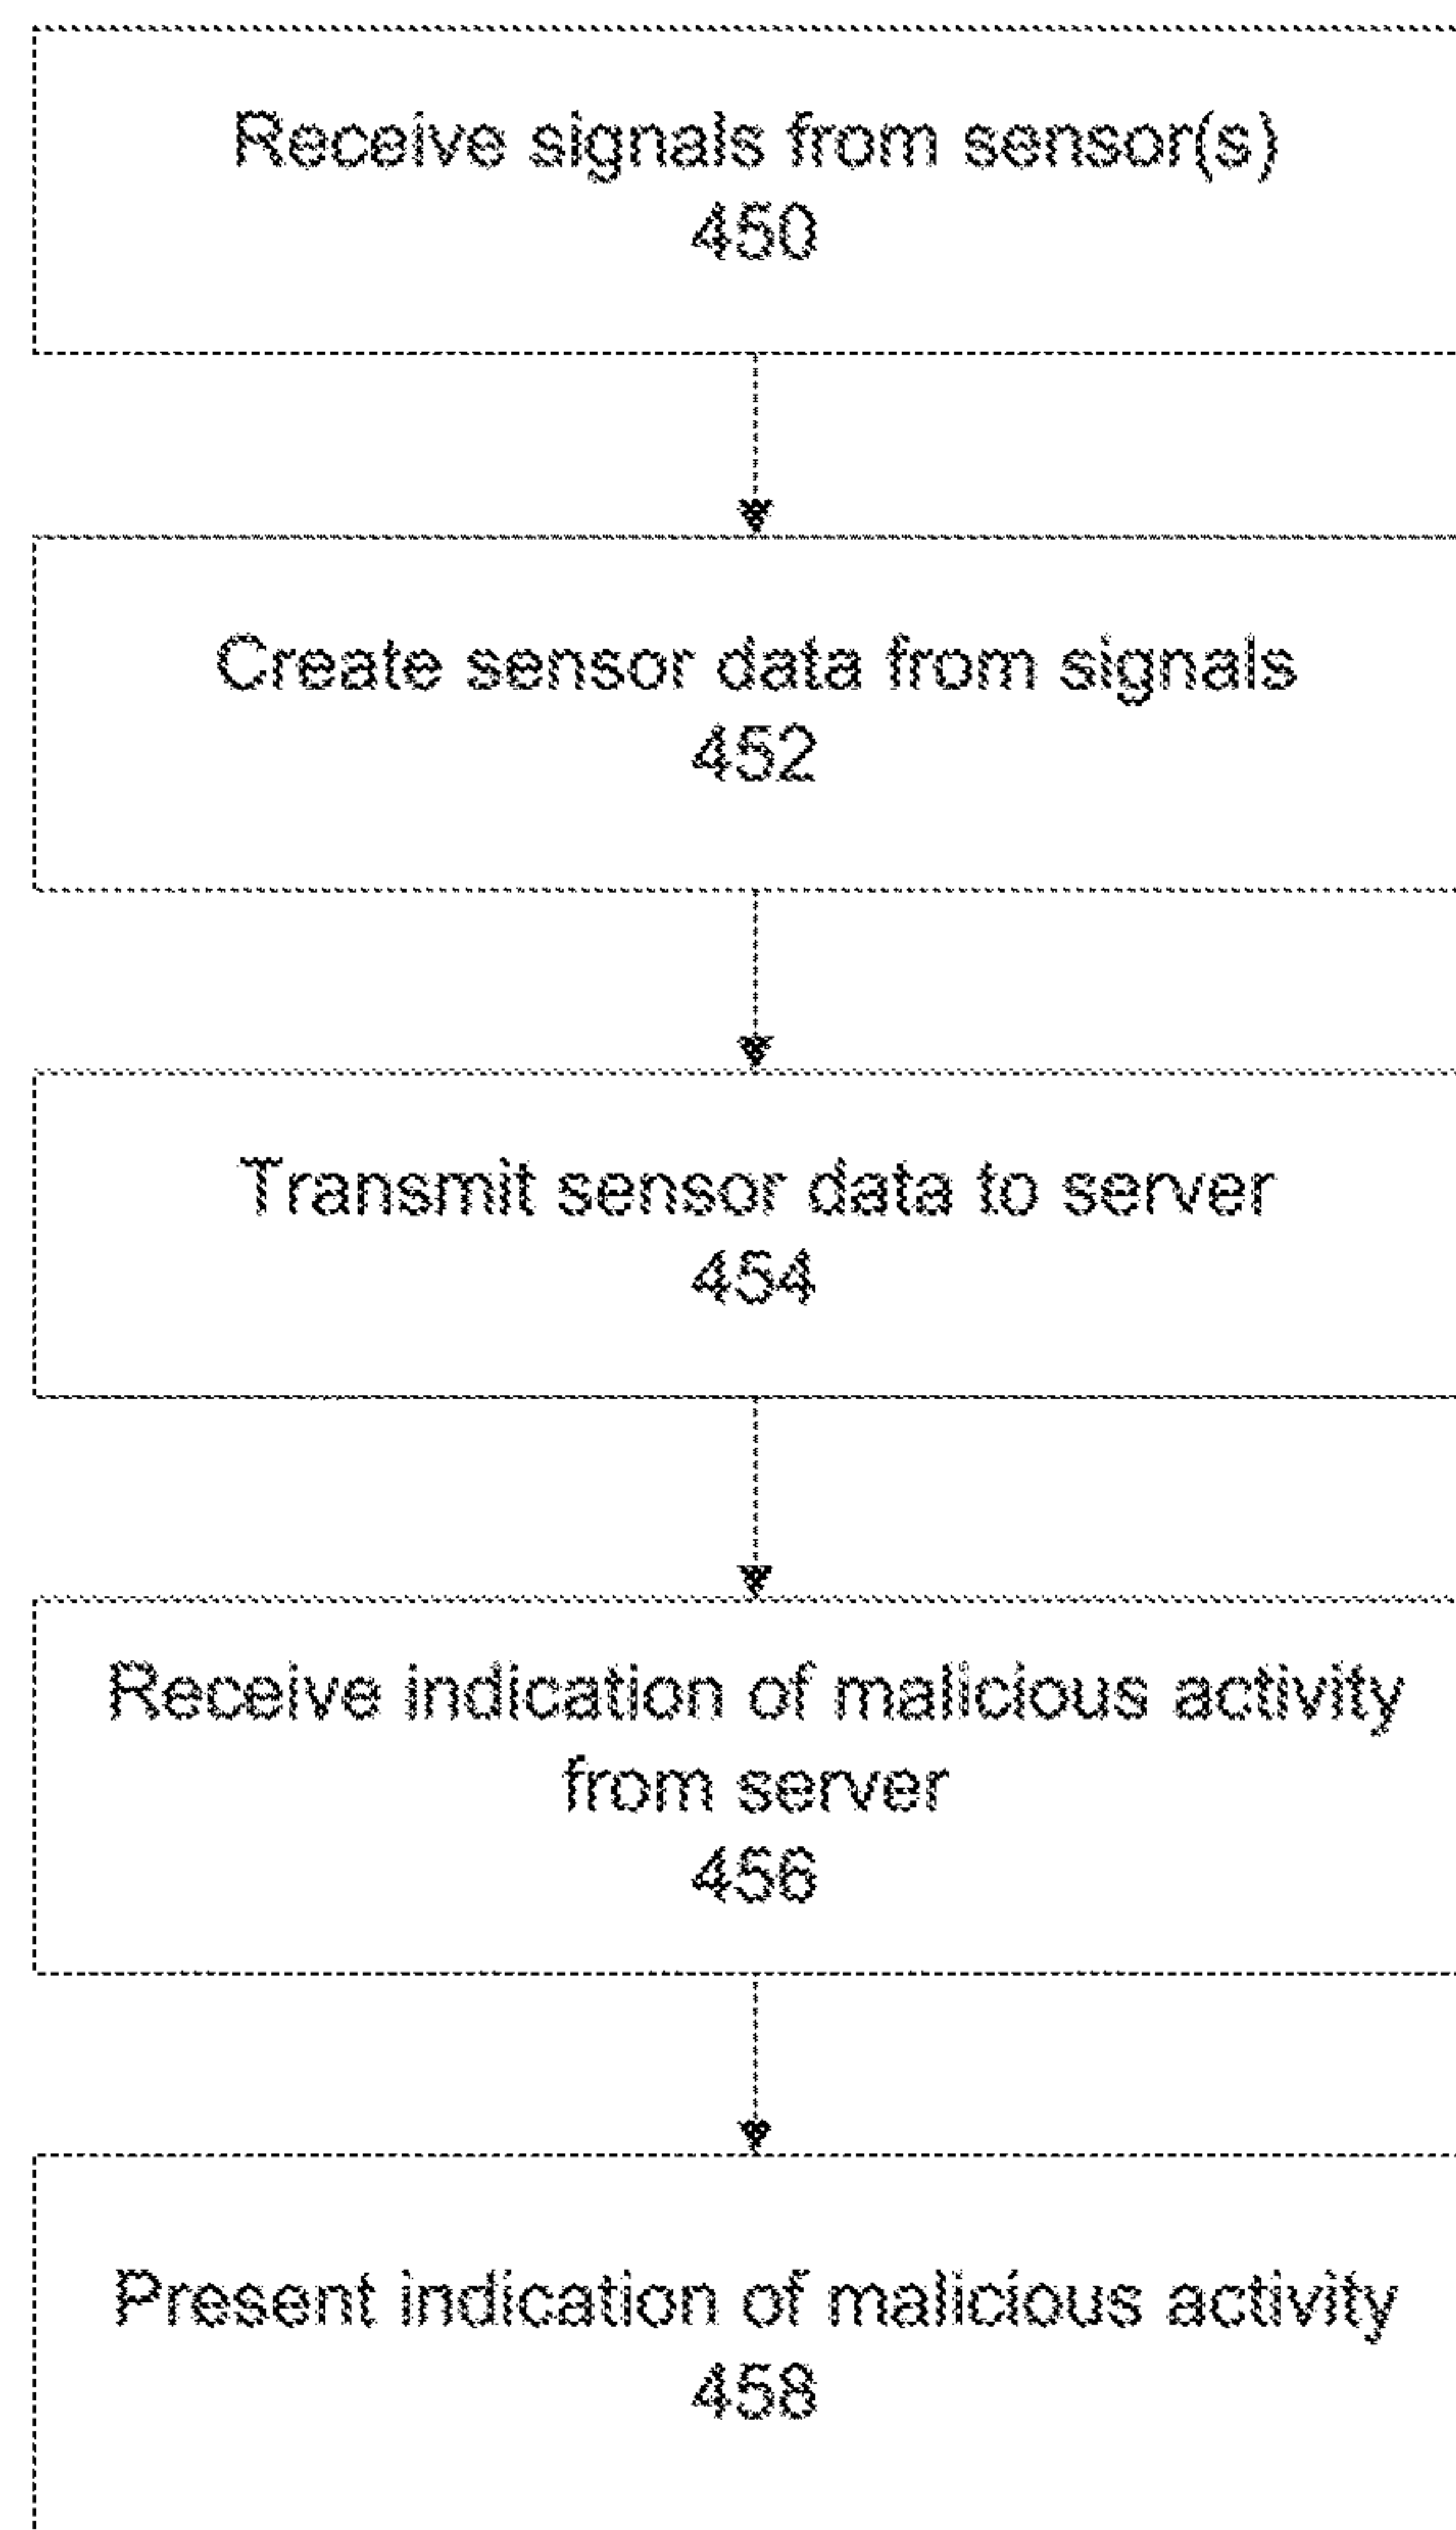 Receive signals from sensor(s)
450
Create sensor data from signals
452
Transmit sensor data to server
454
Receive indication of malicious activity
from server
456
Present indication of malicious activity
458